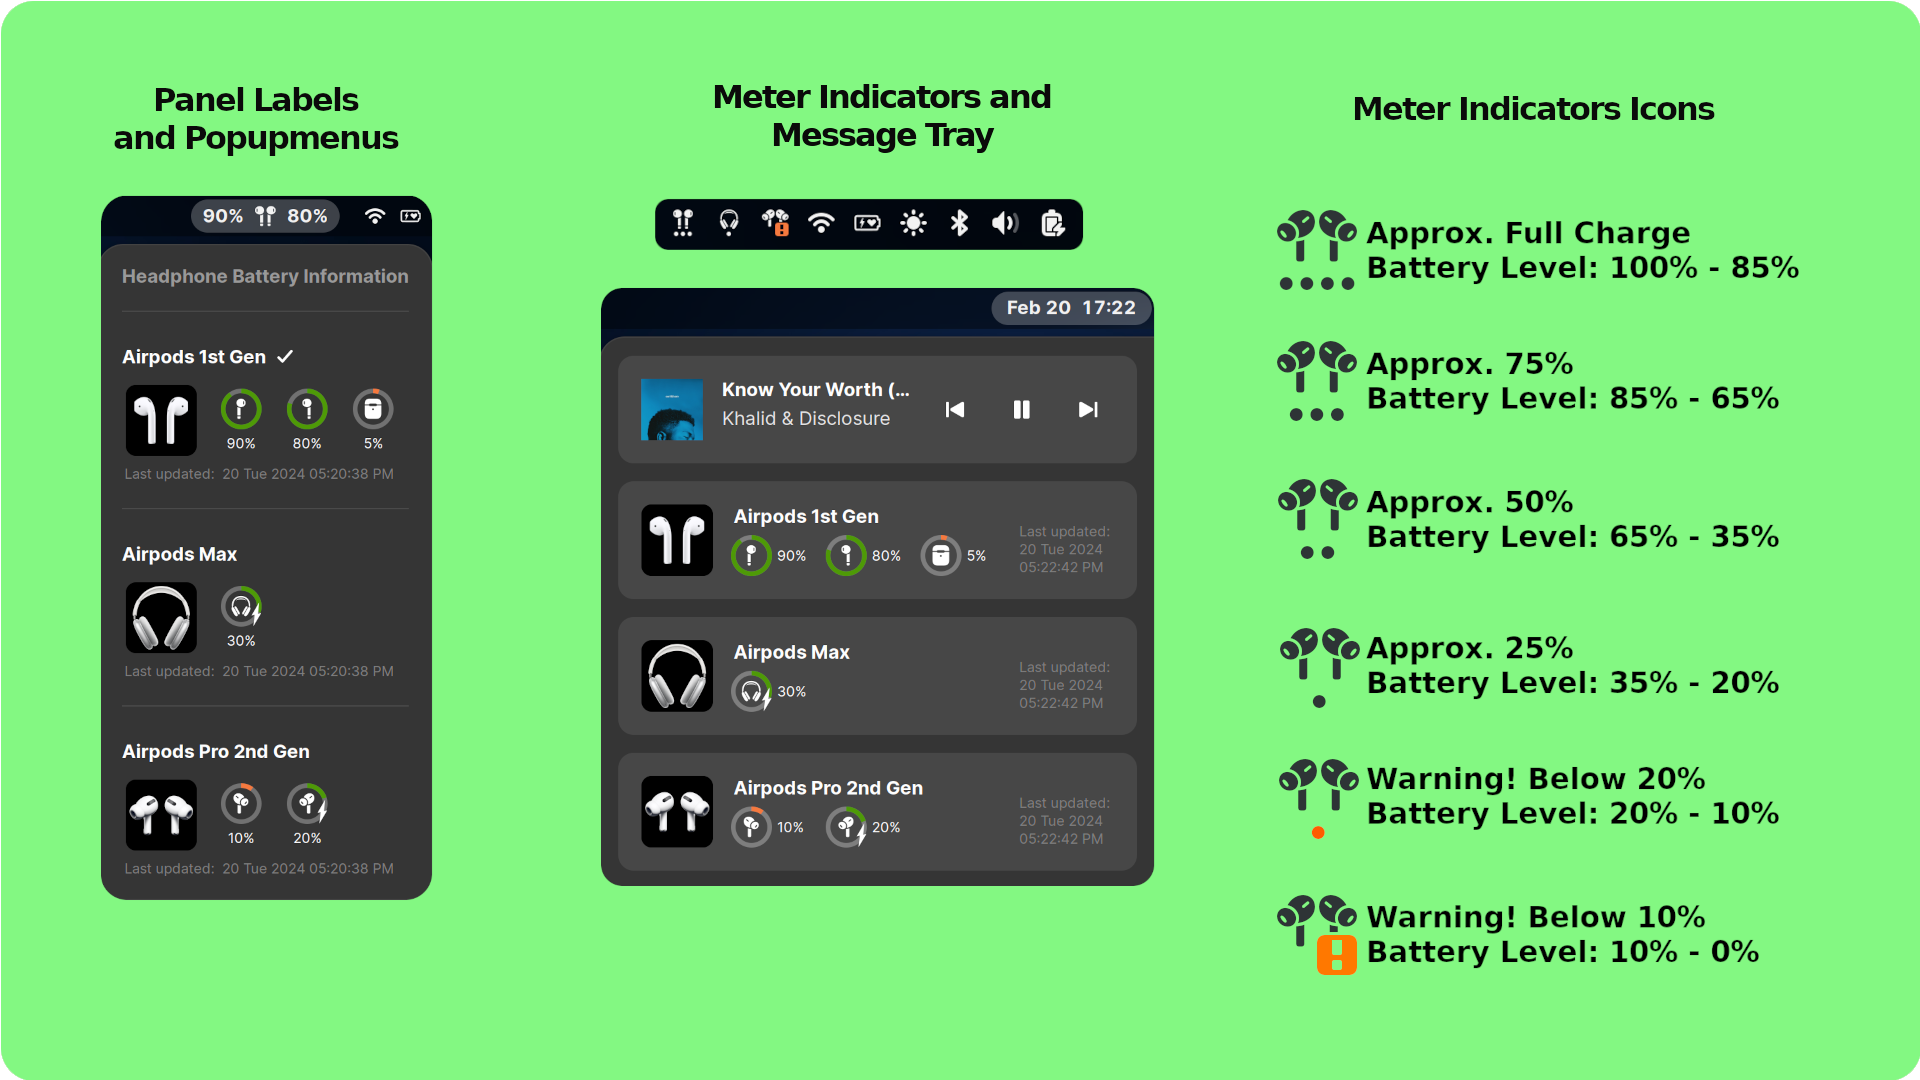 Panel Labels
and Popupmenus
90% 80%
Headphone Battery Information
Airpods 1st Gen
90% 80% 5%
Last updated: 20 Tue 2024 05:20:38 PM
Airpods Max
30%
Last updated: 20 Tue 2024 05:20:38 PM
Airpods Pro 2nd Gen
10% 20%
Last updated: 20 Tue 2024 05:20:38 PM
Meter Indicators and
Message Tray
Feb 20 17:22
Know Your Worth (...
Khalid & Disclosure
Airpods 1st Gen
90% 80% 5%
Last updated:
20 Tue 2024
05:22:42 PM
Airpods Max
30%
Last updated:
20 Tue 2024
05:22:42 PM
Airpods Pro 2nd Gen
10% 20%
Last updated:
20 Tue 2024
05:22:42 PM
Meter Indicators Icons
Approx. Full Charge
Battery Level: 100% - 85%
Approx. 75%
Battery Level: 85% - 65%
Approx. 50%
Battery Level: 65% - 35%
Approx. 25%
Battery Level: 35% - 20%
Warning! Below 20%
Battery Level: 20% - 10%
Warning! Below 10%
Battery Level: 10% - 0%